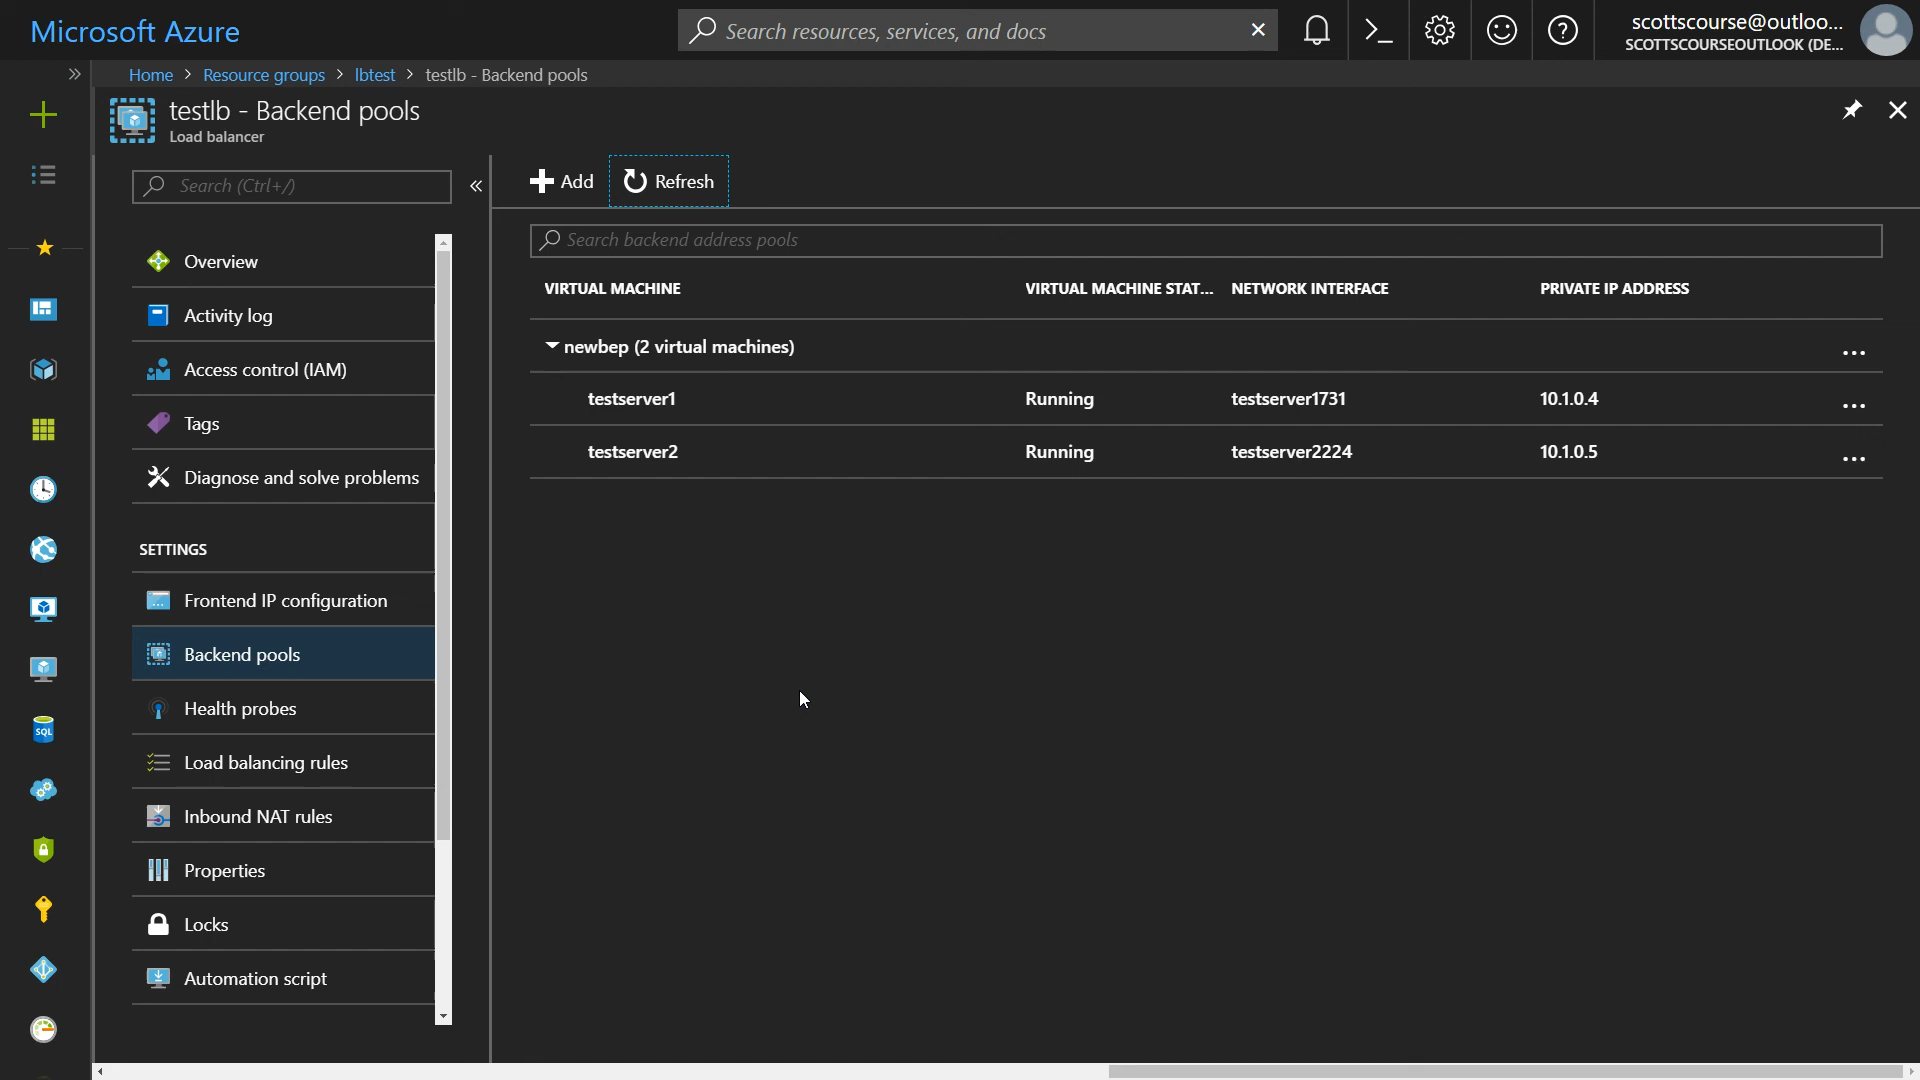 Microsoft Azure
Search resources, services, and docs
scottscourse@outloo...
SCOTTSCOURSEOUTLOOK (DE...
Home > Resource groups > lbtest > testlb - Backend pools
testlb - Backend pools
Load balancer
Search (Ctrl+/)
Add
Refresh
Search backend address pools
Overview
Activity log
Access control (IAM)
Tags
Diagnose and solve problems
SETTINGS
Frontend IP configuration
Backend pools
Health probes
Load balancing rules
Inbound NAT rules
Properties
Locks
Automation script
VIRTUAL MACHINE VIRTUAL MACHINE STAT... NETWORK INTERFACE PRIVATE IP ADDRESS
newbep (2 virtual machines) ...
testserver1 Running testserver1731 10.1.0.4 ...
testserver2 Running testserver2224 10.1.0.5 ...
SQL